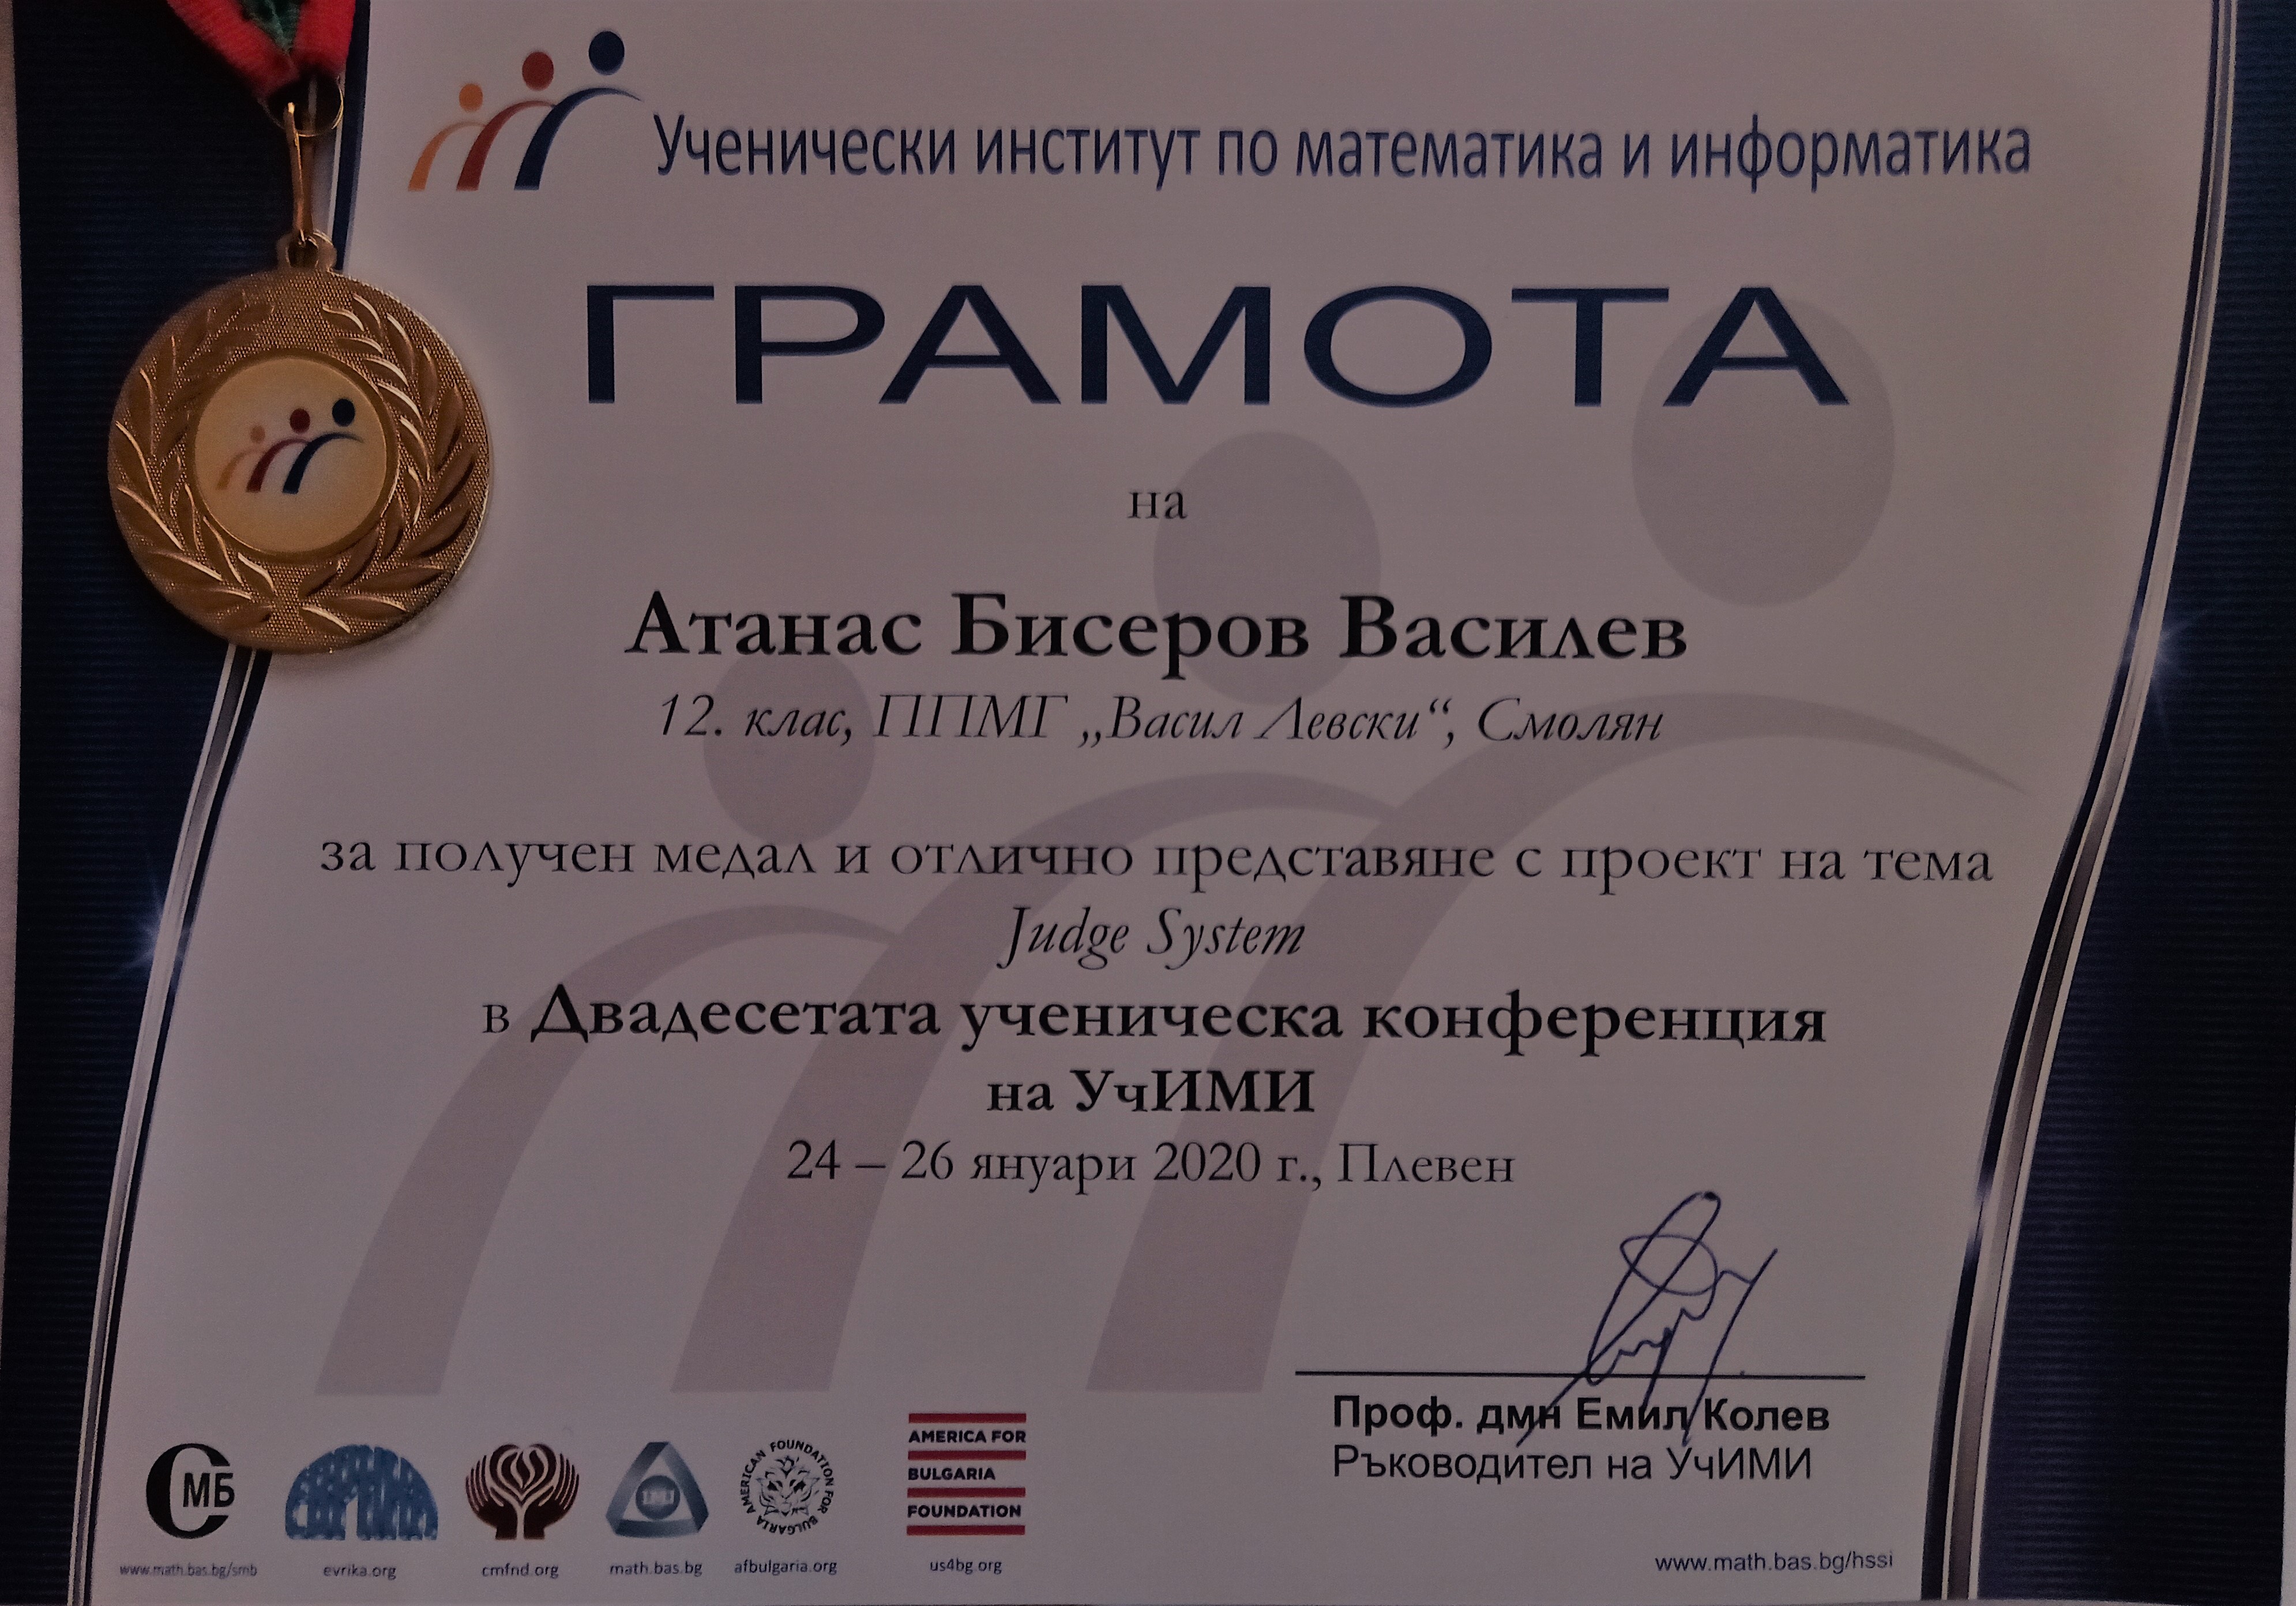 Ученически институт по математика и информатика
ГРАМОТА
на
Атанас Бисеров Василев
12. клас, ППМГ „Васил Левски“, Смолян
за получен медал и отлично представяне с проект на тема
Judge System
в Двадесетата ученическа конференция
на УчИМИ
24 – 26 януари 2020 г., Плевен
Проф. дмн Емил Колев
Ръководител на УчИМИ
СМБ
ЕВРИКА
IMI
AMERICAN FOUNDATION FOR BULGARIA
AMERICA FOR
BULGARIA
FOUNDATION
www.math.bas.bg/smb
evrika.org
cmfnd.org
math.bas.bg
afbulgaria.org
us4bg.org
www.math.bas.bg/hssi